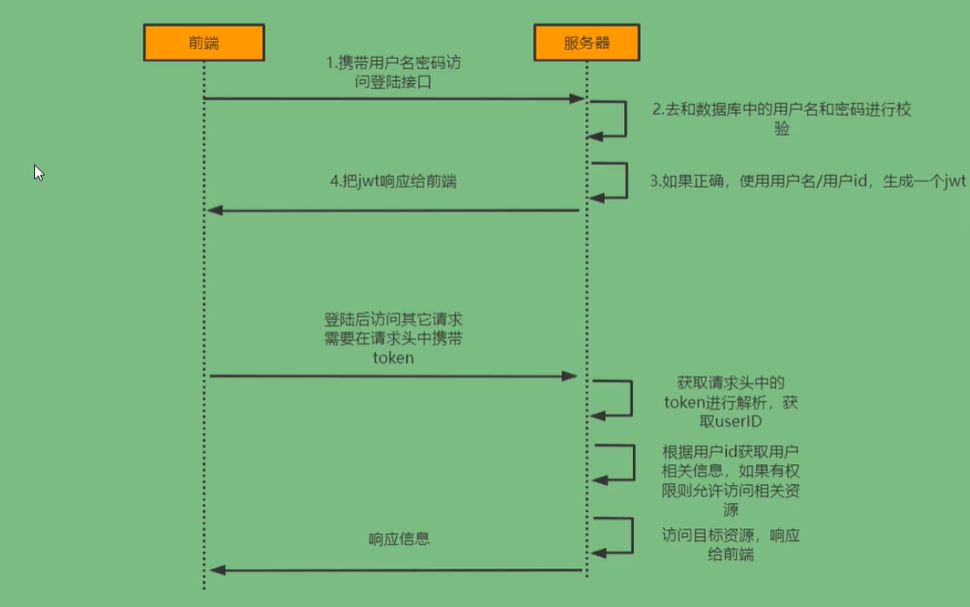 前端
服务器
1.携带用户名密码访
问登陆接口
2.去和数据库中的用户名和密码进行校
验
3.如果正确，使用用户名/用户id，生成一个jwt
4.把jwt响应给前端
登陆后访问其它请求
需要在请求头中携带
token
获取请求头中的
token进行解析，获
取userID
根据用户id获取用户
相关信息，如果有权
限则允许访问相关资
源
访问目标资源，响应
给前端
响应信息